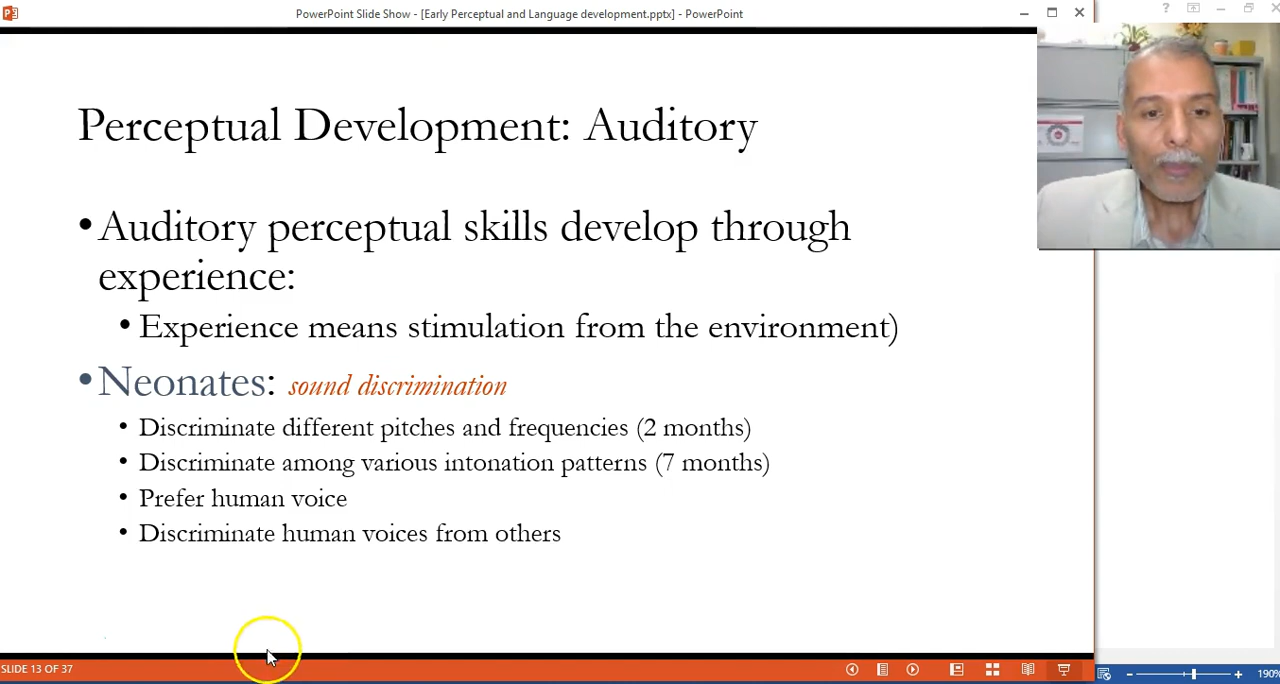 PowerPoint Slide Show - [Early Perceptual and Language development.pptx] - PowerPoint
Perceptual Development: Auditory
•Auditory perceptual skills develop through
experience:
• Experience means stimulation from the environment)
•Neonates: sound discrimination
• Discriminate different pitches and frequencies (2 months)
• Discriminate among various intonation patterns (7 months)
• Prefer human voice
• Discriminate human voices from others
SLIDE 13 OF 37
190%